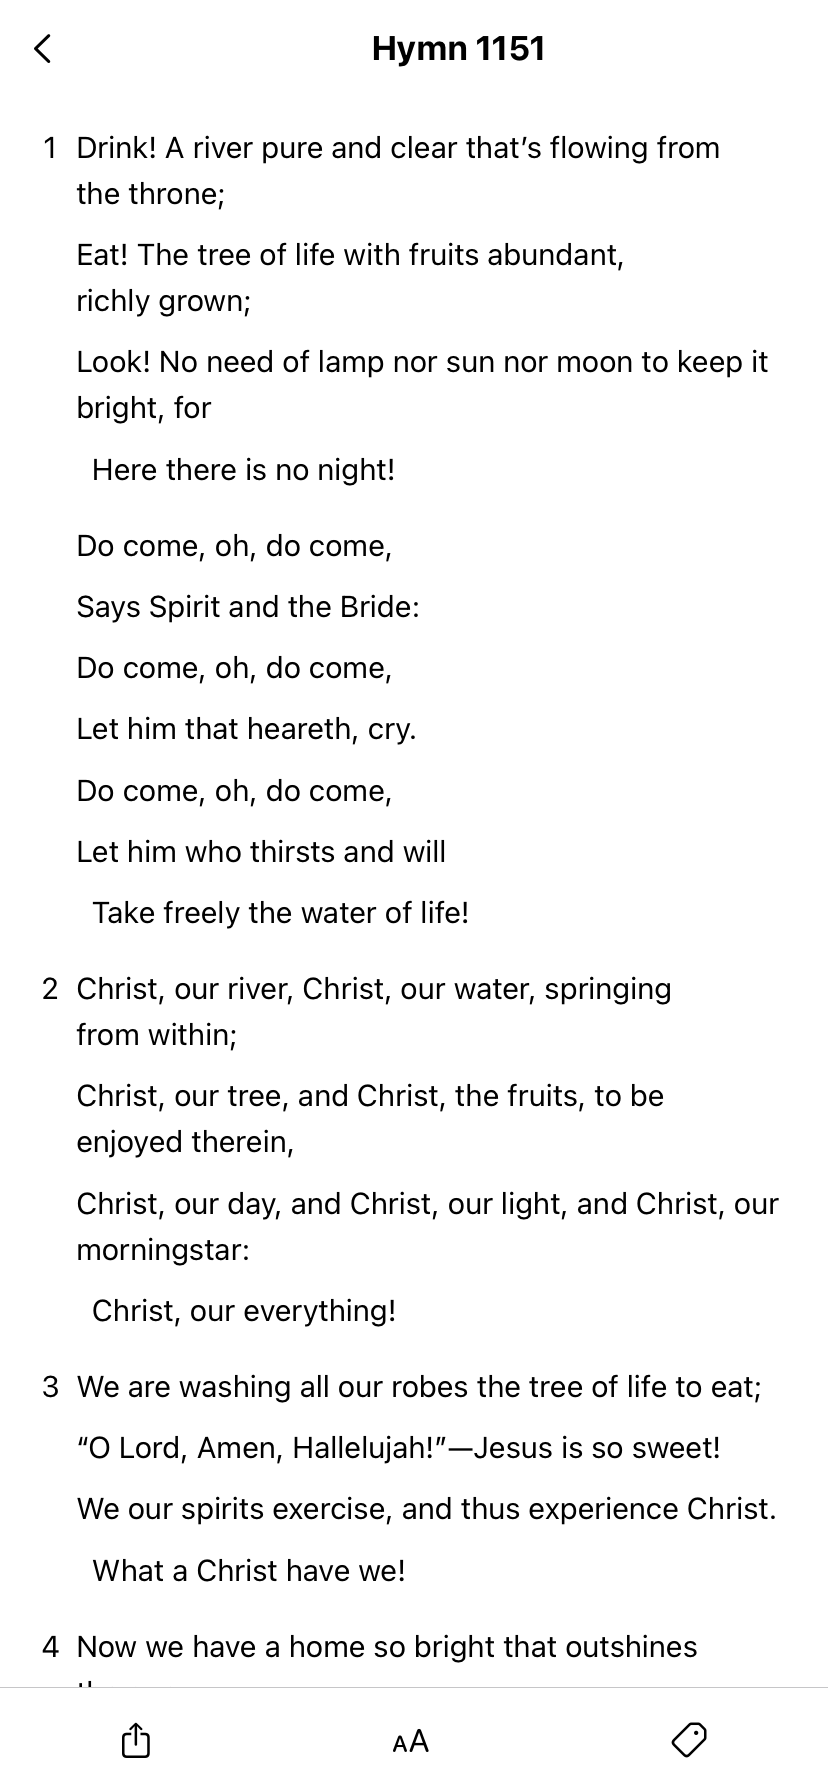 Hymn 1151
1 Drink! A river pure and clear that’s flowing from
the throne;
Eat! The tree of life with fruits abundant,
richly grown;
Look! No need of lamp nor sun nor moon to keep it
bright, for
Here there is no night!
Do come, oh, do come,
Says Spirit and the Bride:
Do come, oh, do come,
Let him that heareth, cry.
Do come, oh, do come,
Let him who thirsts and will
Take freely the water of life!
2 Christ, our river, Christ, our water, springing
from within;
Christ, our tree, and Christ, the fruits, to be
enjoyed therein,
Christ, our day, and Christ, our light, and Christ, our
morningstar:
Christ, our everything!
3 We are washing all our robes the tree of life to eat;
“O Lord, Amen, Hallelujah!”—Jesus is so sweet!
We our spirits exercise, and thus experience Christ.
What a Christ have we!
4 Now we have a home so bright that outshines
AA